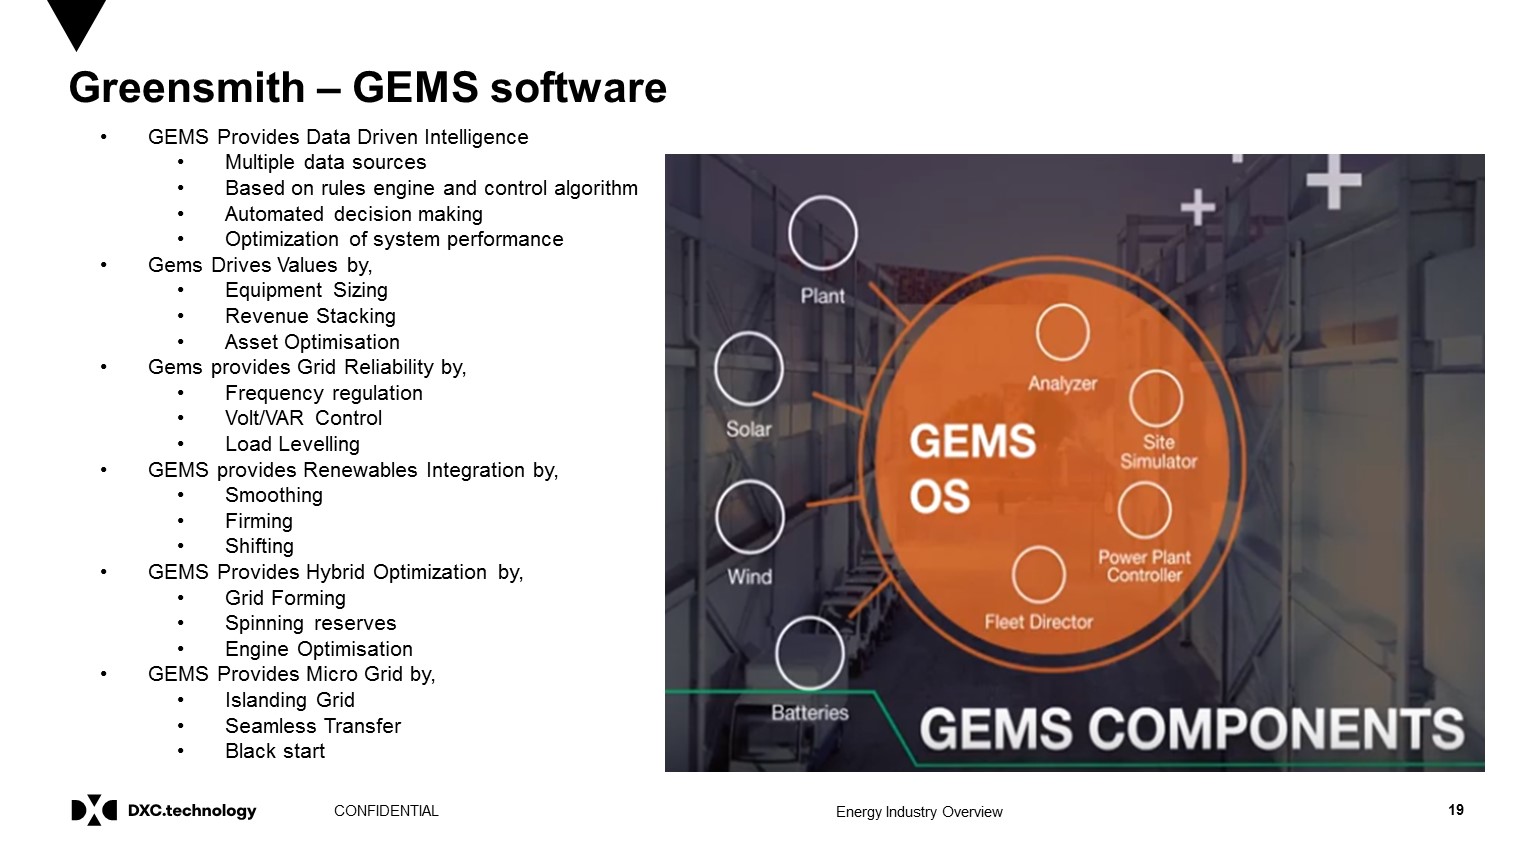 Greensmith – GEMS software
• GEMS Provides Data Driven Intelligence
• Multiple data sources
• Based on rules engine and control algorithm
• Automated decision making
• Optimization of system performance
• Gems Drives Values by,
• Equipment Sizing
• Revenue Stacking
• Asset Optimisation
• Gems provides Grid Reliability by,
• Frequency regulation
• Volt/VAR Control
• Load Levelling
• GEMS provides Renewables Integration by,
• Smoothing
• Firming
• Shifting
• GEMS Provides Hybrid Optimization by,
• Grid Forming
• Spinning reserves
• Engine Optimisation
• GEMS Provides Micro Grid by,
• Islanding Grid
• Seamless Transfer
• Black start
Plant
Solar
Wind
Batteries
GEMS
OS
Analyzer
Site
Simulator
Power Plant
Controller
Fleet Director
GEMS COMPONENTS
DXC.technology
CONFIDENTIAL
Energy Industry Overview
19